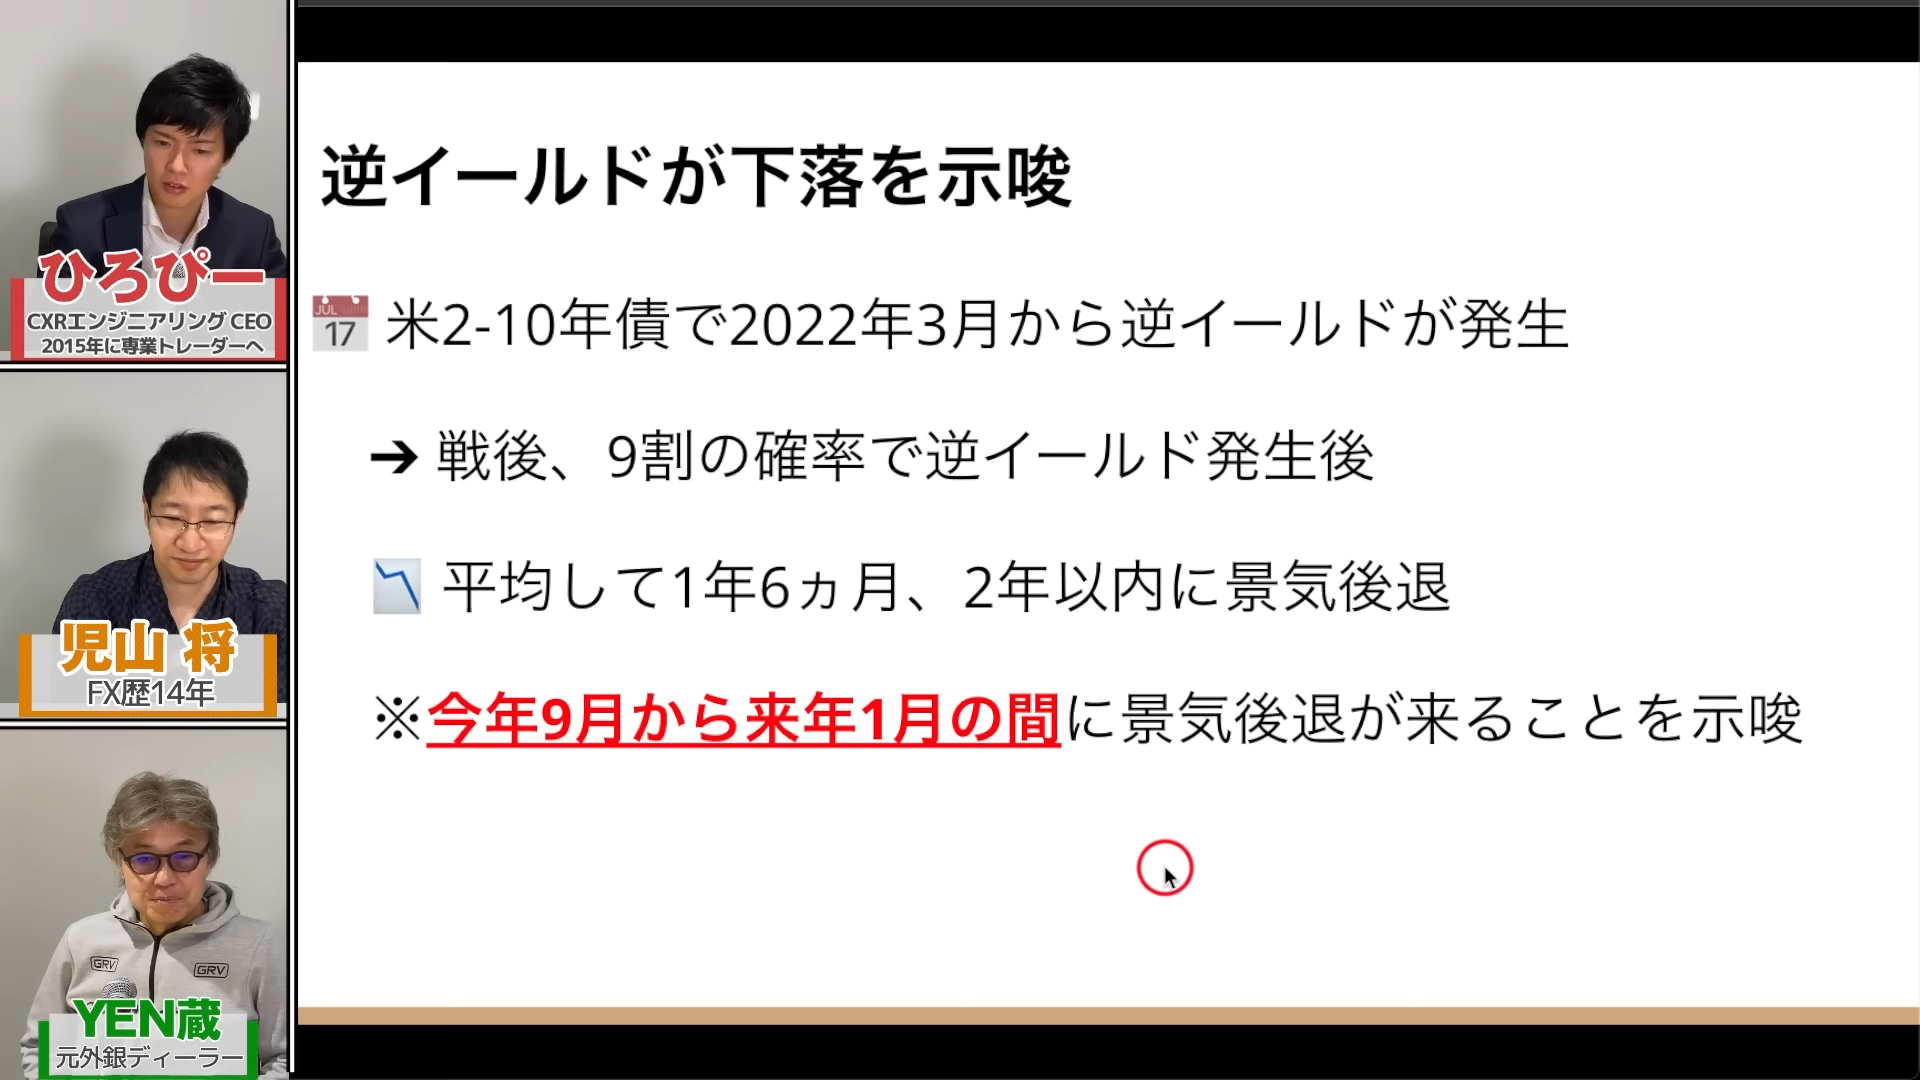 ひろぴー
CXRエンジニアリング CEO
2015年に専業トレーダーへ
児山 将
FX歴14年
GRV
GRV
YEN蔵
元外銀ディーラー
逆イールドが下落を示唆
JUL
17
米2-10年債で2022年3月から逆イールドが発生
➔ 戦後、9割の確率で逆イールド発生後
平均して1年6ヵ月、2年以内に景気後退
※今年9月から来年1月の間に景気後退が来ることを示唆